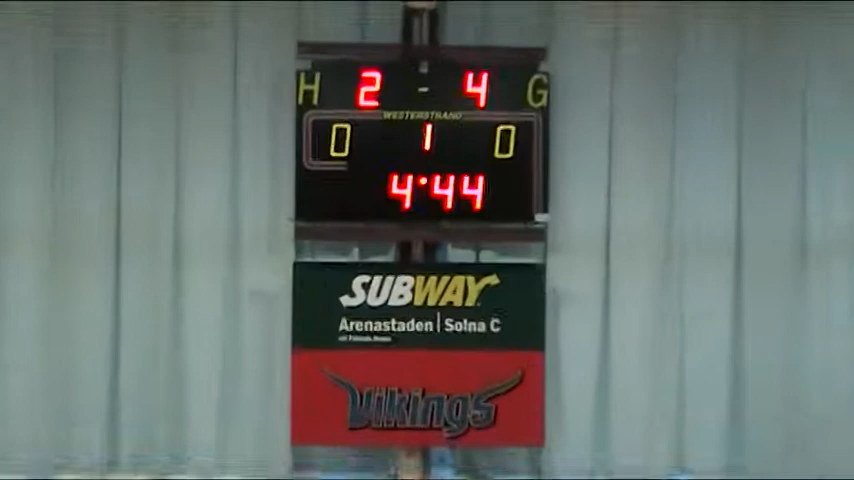 H 2 - 4 G
WESTERSTRAND
0 1 0
4:44
SUBWAY
Arenastaden | Solna C
Vikings